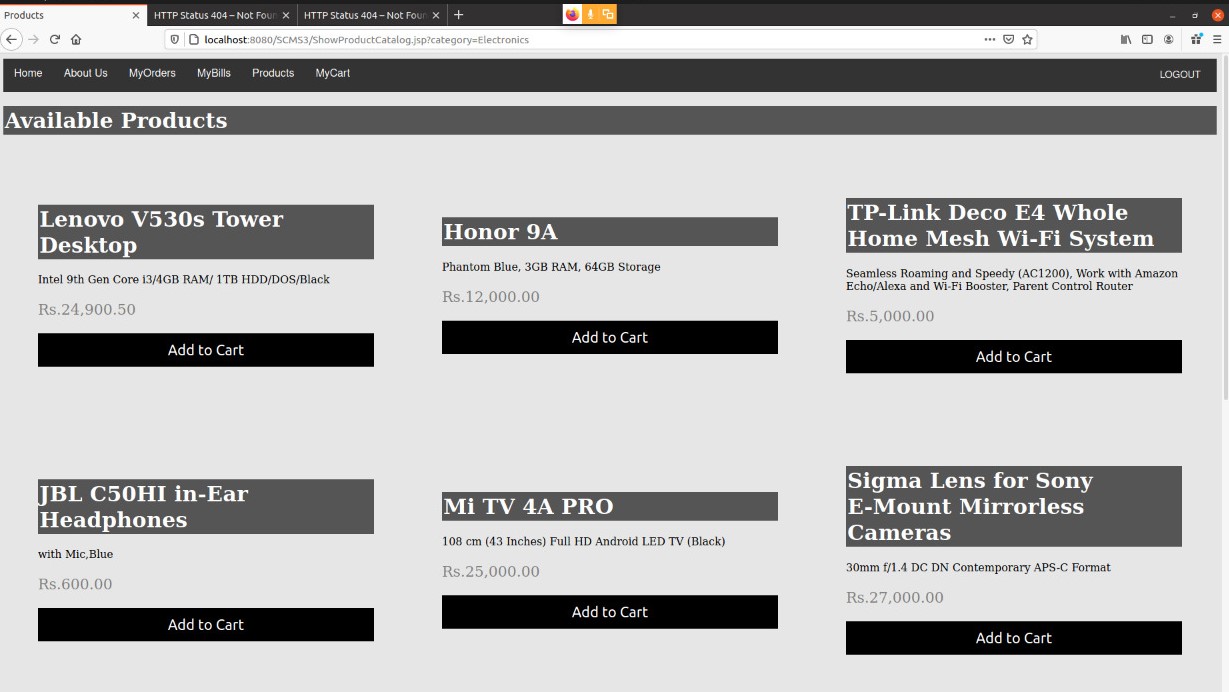 Products
HTTP Status 404 – Not Foun
HTTP Status 404 – Not Foun
localhost:8080/SCMS3/ShowProductCatalog.jsp?category=Electronics
Home About Us MyOrders MyBills Products MyCart LOGOUT
Available Products
Lenovo V530s Tower
Desktop
Intel 9th Gen Core i3/4GB RAM/ 1TB HDD/DOS/Black
Rs.24,900.50
Add to Cart
Honor 9A
Phantom Blue, 3GB RAM, 64GB Storage
Rs.12,000.00
Add to Cart
TP-Link Deco E4 Whole
Home Mesh Wi-Fi System
Seamless Roaming and Speedy (AC1200), Work with Amazon
Echo/Alexa and Wi-Fi Booster, Parent Control Router
Rs.5,000.00
Add to Cart
JBL C50HI in-Ear
Headphones
with Mic,Blue
Rs.600.00
Add to Cart
Mi TV 4A PRO
108 cm (43 Inches) Full HD Android LED TV (Black)
Rs.25,000.00
Add to Cart
Sigma Lens for Sony
E-Mount Mirrorless
Cameras
30mm f/1.4 DC DN Contemporary APS-C Format
Rs.27,000.00
Add to Cart